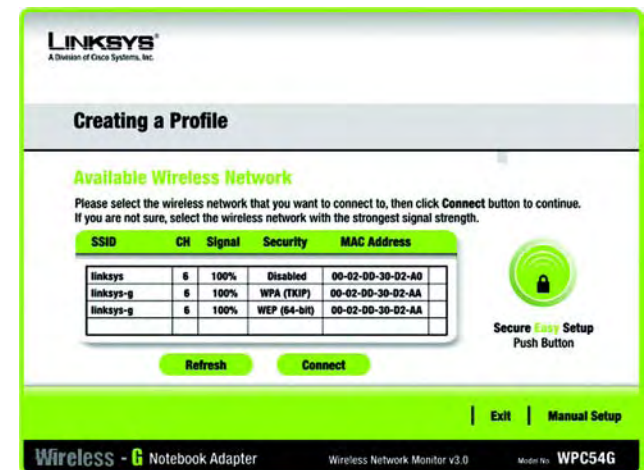 LINKSYS®
A Division of Cisco Systems, Inc.
Creating a Profile
Available Wireless Network
Please select the wireless network that you want to connect to, then click Connect button to continue.
If you are not sure, select the wireless network with the strongest signal strength.
SSID CH Signal Security MAC Address
linksys 6 100% Disabled 00-02-DD-30-D2-A0
linksys-g 6 100% WPA (TKIP) 00-02-DD-30-D2-AA
linksys-g 6 100% WEP (64-bit) 00-02-DD-30-D2-AA
Secure Easy Setup
Push Button
Refresh Connect
Exit Manual Setup
Wireless - G Notebook Adapter Wireless Network Monitor v3.0 Model No. WPC54G